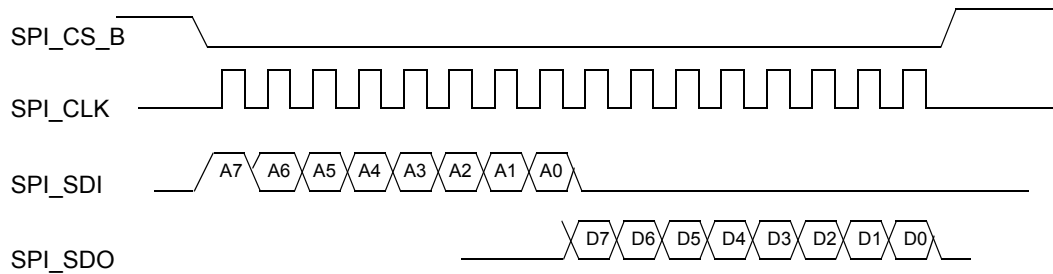 SPI_CS_B
SPI_CLK
SPI_SDI A7 A6 A5 A4 A3 A2 A1 A0
SPI_SDO D7 D6 D5 D4 D3 D2 D1 D0